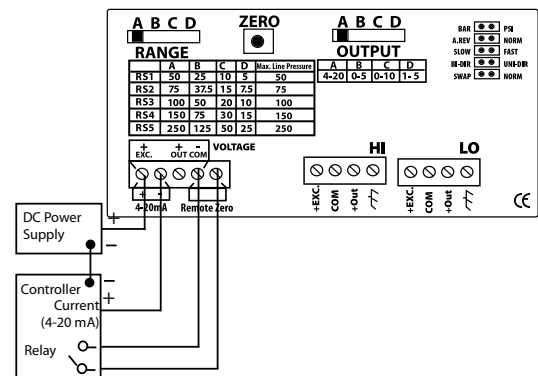 A B C D
ZERO
A B C D
RANGE
OUTPUT
A B C D Max. Line Pressure
RS1 50 25 10 5 50
RS2 75 37.5 15 7.5 75
RS3 100 50 20 10 100
RS4 150 75 30 15 150
RS5 250 125 50 25 250
A B C D
4-20 0-5 0-10 1-5
BAR PSI
A.REV NORM
SLOW FAST
BI-DIR UNI-DIR
SWAP NORM
+ + - VOLTAGE
EXC. OUT COM
+ -
4-20mA Remote Zero
HI
+EXC. COM +Out
LO
+EXC. COM +Out
CE
DC Power
Supply
+
-
-
Controller
+
Current
(4-20 mA)
Relay